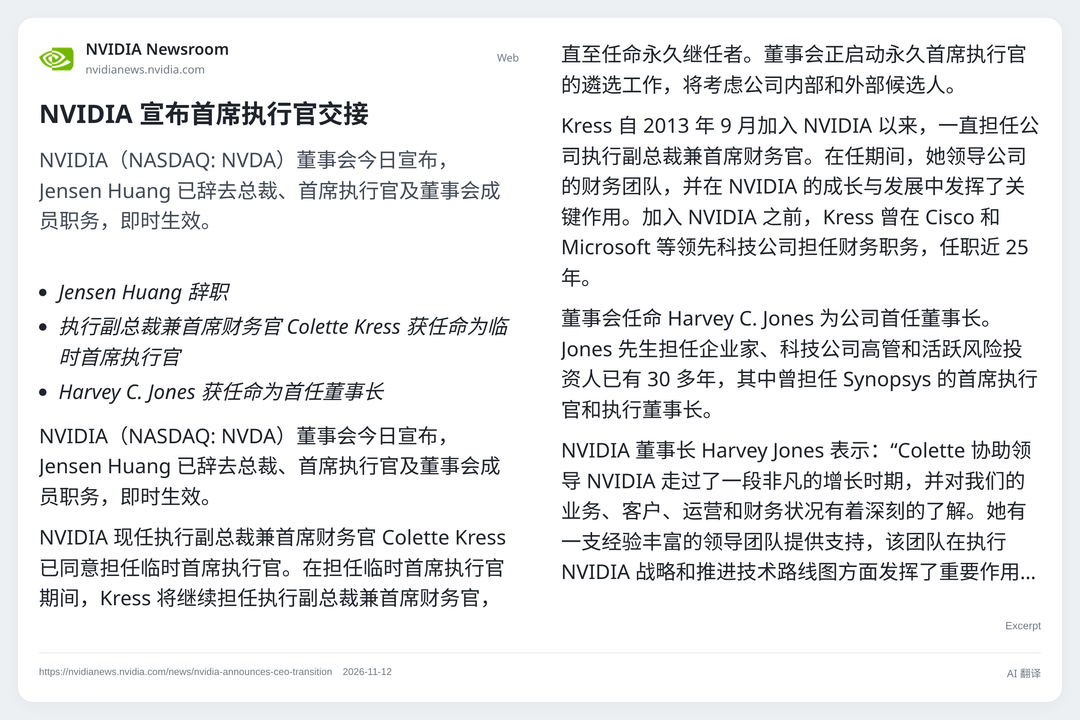 NVIDIA Newsroom
nvidianews.nvidia.com
Web
NVIDIA 宣布首席执行官交接
NVIDIA（NASDAQ: NVDA）董事会今日宣布，
Jensen Huang 已辞去总裁、首席执行官及董事会成
员职务，即时生效。
• Jensen Huang 辞职
• 执行副总裁兼首席财务官 Colette Kress 获任命为临
时首席执行官
• Harvey C. Jones 获任命为首任董事长
NVIDIA（NASDAQ: NVDA）董事会今日宣布，
Jensen Huang 已辞去总裁、首席执行官及董事会成
员职务，即时生效。
NVIDIA 现任执行副总裁兼首席财务官 Colette Kress
已同意担任临时首席执行官。在担任临时首席执行官
期间，Kress 将继续担任执行副总裁兼首席财务官，
直至任命永久继任者。董事会正启动永久首席执行官
的遴选工作，将考虑公司内部和外部候选人。
Kress 自 2013 年 9 月加入 NVIDIA 以来，一直担任公
司执行副总裁兼首席财务官。在任期间，她领导公司
的财务团队，并在 NVIDIA 的成长与发展中发挥了关
键作用。加入 NVIDIA 之前，Kress 曾在 Cisco 和
Microsoft 等领先科技公司担任财务职务，任职近 25
年。
董事会任命 Harvey C. Jones 为公司首任董事长。
Jones 先生担任企业家、科技公司高管和活跃风险投
资人已有 30 多年，其中曾担任 Synopsys 的首席执行
官和执行董事长。
NVIDIA 董事长 Harvey Jones 表示：“Colette 协助领
导 NVIDIA 走过了一段非凡的增长时期，并对我们的
业务、客户、运营和财务状况有着深刻的了解。她有
一支经验丰富的领导团队提供支持，该团队在执行
NVIDIA 战略和推进技术路线图方面发挥了重要作用...
Excerpt
https://nvidianews.nvidia.com/news/nvidia-announces-ceo-transition 2026-11-12
AI 翻译